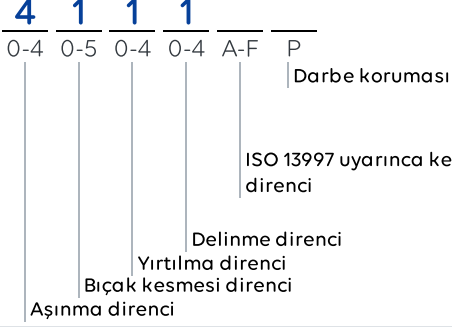 4 1 1 1
0-4 0-5 0-4 0-4 A-F P
Darbe koruması
ISO 13997 uyarınca ke
direnci
Delinme direnci
Yırtılma direnci
Bıçak kesmesi direnci
Aşınma direnci